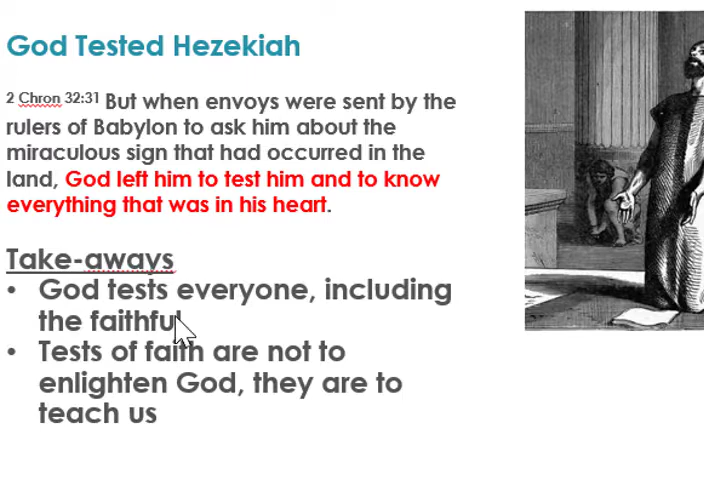 God Tested Hezekiah
2 Chron 32:31 But when envoys were sent by the
rulers of Babylon to ask him about the
miraculous sign that had occurred in the
land, God left him to test him and to know
everything that was in his heart.
Take-aways
• God tests everyone, including
the faithful
• Tests of faith are not to
enlighten God, they are to
teach us